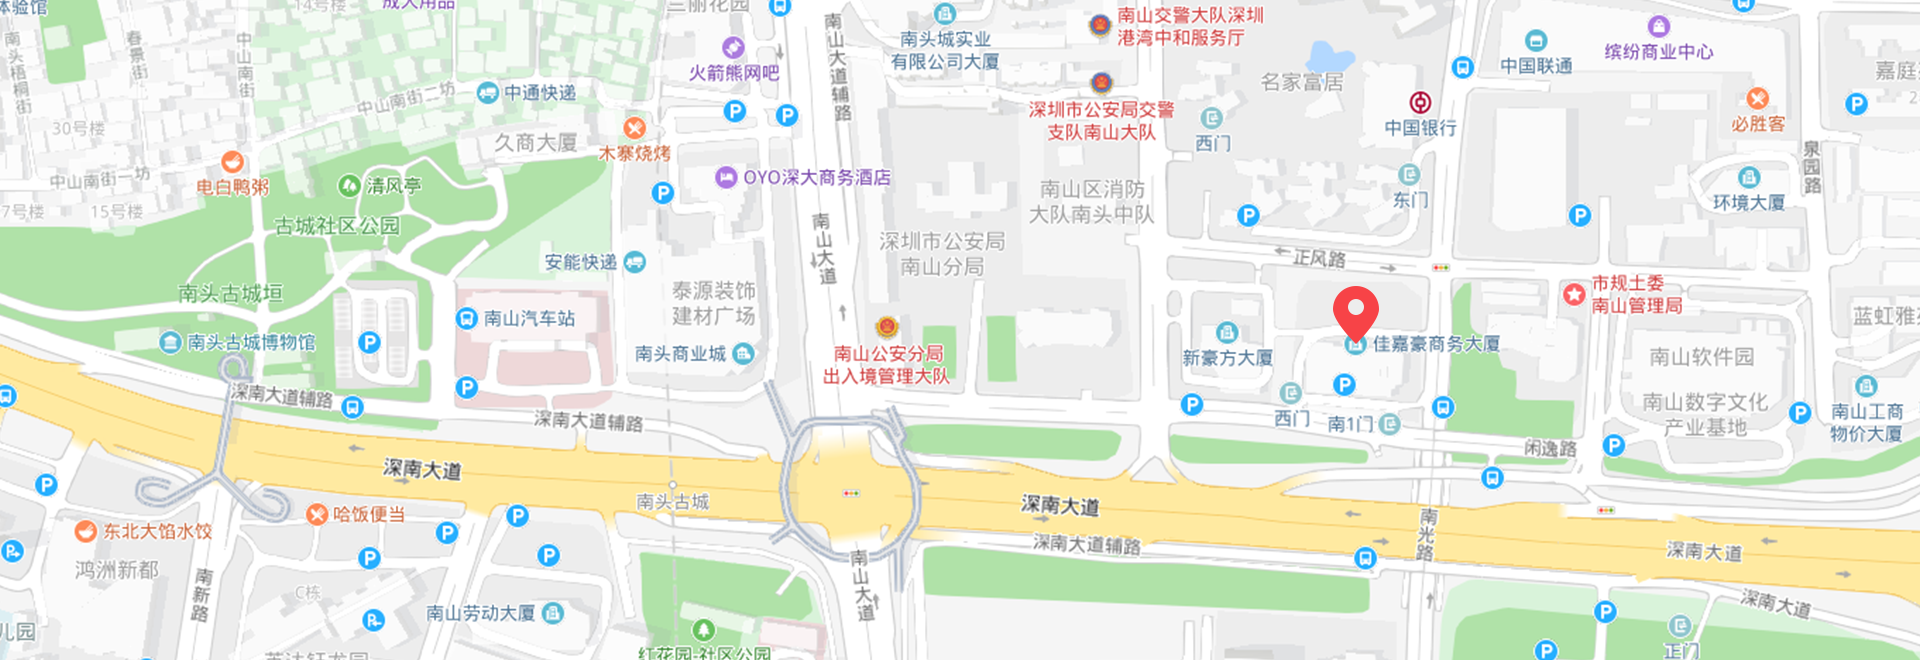 体验馆
14号楼
成人用品
兰丽花园
南头梧桐街
春景街
中山南街
火箭熊网吧
中山南街二坊
中通快递
30号楼
久商大厦
木寨烧烤
中山南街一坊
电白鸭粥
清风亭
7号楼
15号楼
古城社区公园
OYO深大商务酒店
安能快递
南头古城垣
泰源装饰
建材广场
南山汽车站
南头古城博物馆
南头商业城
深南大道辅路
深南大道辅路
南山大道辅路
南山大道
南头城实业
有限公司大厦
南山交警大队深圳
港湾中和服务厅
深圳市公安局交警
支队南山大队
西门
名家富居
中国银行
中国联通
缤纷商业中心
必胜客
泉园路
环境大厦
东门
南山区消防
大队南头中队
深圳市公安局
南山分局
正风路
市规土委
南山管理局
南山公安分局
出入境管理大队
新豪方大厦
佳嘉豪商务大厦
南山软件园
南山数字文化
产业基地
南山工商
物价大厦
西门
南1门
闲逸路
深南大道
南头古城
深南大道
哈饭便当
东北大馅水饺
鸿洲新都
南新路
C栋
南山劳动大厦
红花园-社区公园
南山大道
深南大道辅路
南光路
深南大道
深南大道
正门
儿园